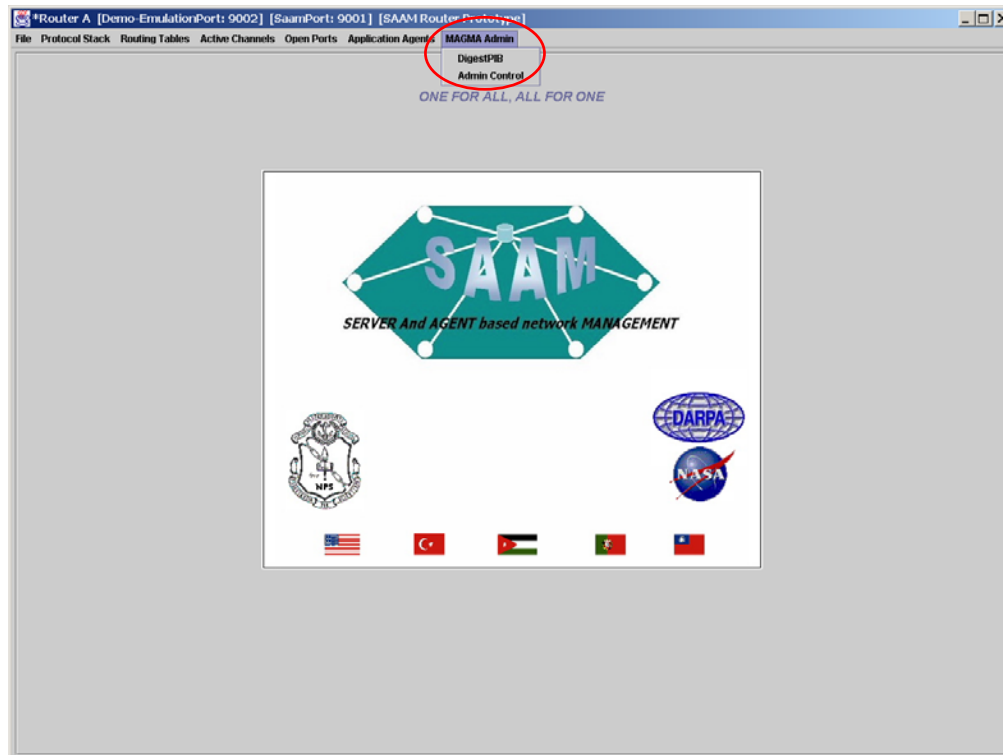 *Router A [Demo-EmulationPort: 9002] [SaamPort: 9001] [SAAM Router Prototype]
File Protocol Stack Routing Tables Active Channels Open Ports Application Agents MAGMA Admin
DigestPIB
Admin Control
ONE FOR ALL, ALL FOR ONE
SAAM
SERVER And AGENT based network MANAGEMENT
DARPA
NASA
NPS